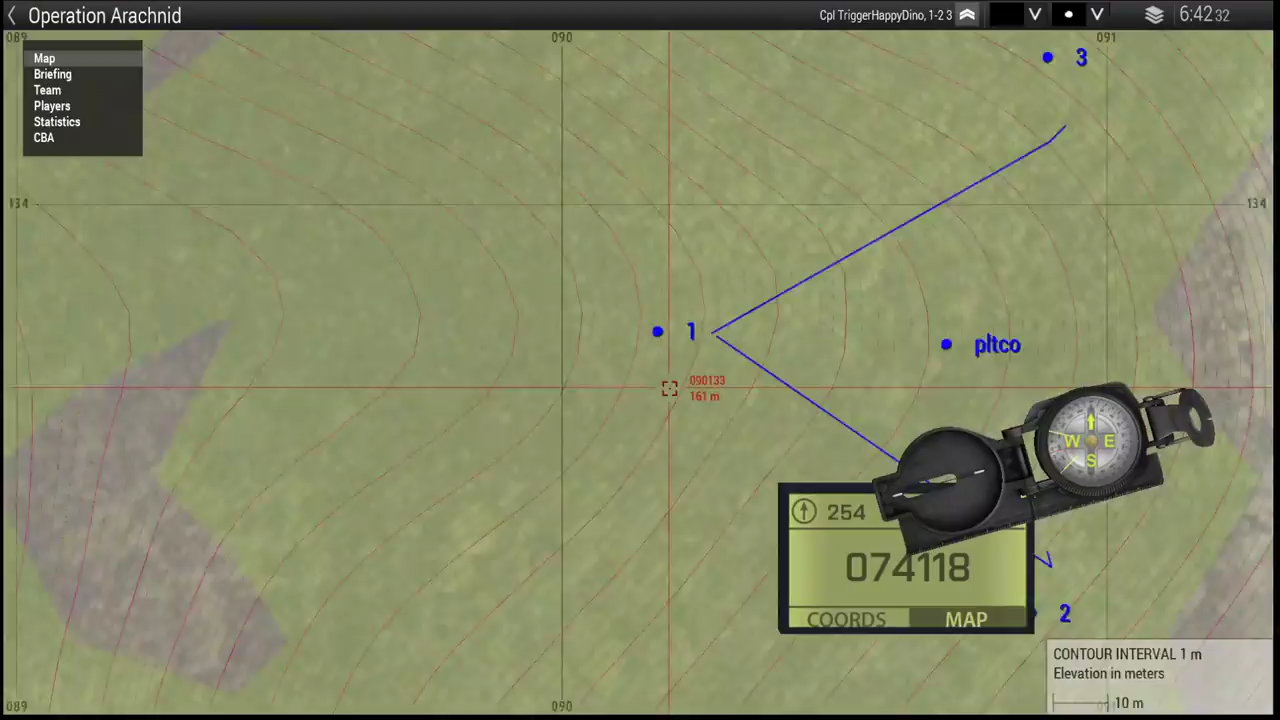 Operation Arachnid
Cpl TriggerHappyDino, 1-2 3
6:42 32
089
090
091
Map
Briefing
Team
Players
Statistics
CBA
3
134
134
1
pltco
090133
161 m
W E
S
254
074118
COORDS MAP
2
CONTOUR INTERVAL 1 m
Elevation in meters
10 m
089
090